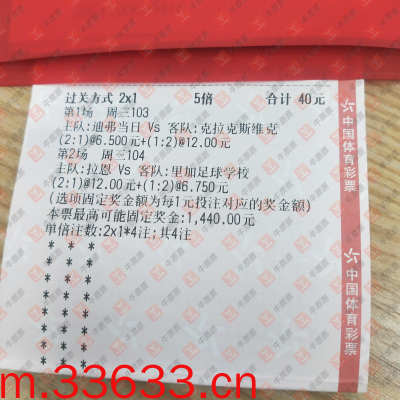 过关方式 2x1 5倍 合计 40元
第1场 周三103
主队:迪弗当日 Vs 客队:克拉克斯维克
(2:1)@6.500元+(1:2)@12.00元
第2场 周三104
主队:拉恩 Vs 客队:里加足球学校
(2:1)@12.00元+(1:2)@6.750元
(选项固定奖金额为每1元投注对应的奖金额)
本票最高可能固定奖金:1,440.00元
单倍注数:2x1*4注;共4注
* * *
* * *
* * *
* * *
* * *
* * *
* * *
* * *
中国体育彩票
中国体育彩票
m.33633.cn